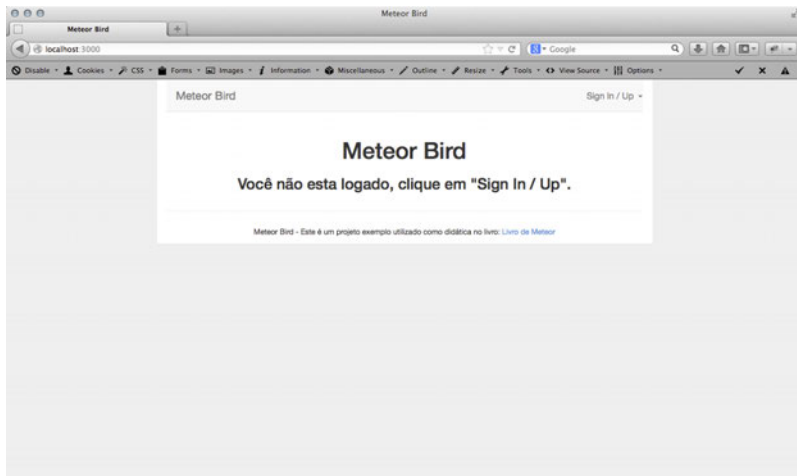 Meteor Bird
Meteor Bird
localhost:3000
Google
Disable Cookies CSS Forms Images Information Miscellaneous Outline Resize Tools View Source Options
Meteor Bird
Sign In / Up
Meteor Bird
Você não esta logado, clique em "Sign In / Up".
Meteor Bird - Este é um projeto exemplo utilizado como didática no livro: Livro de Meteor